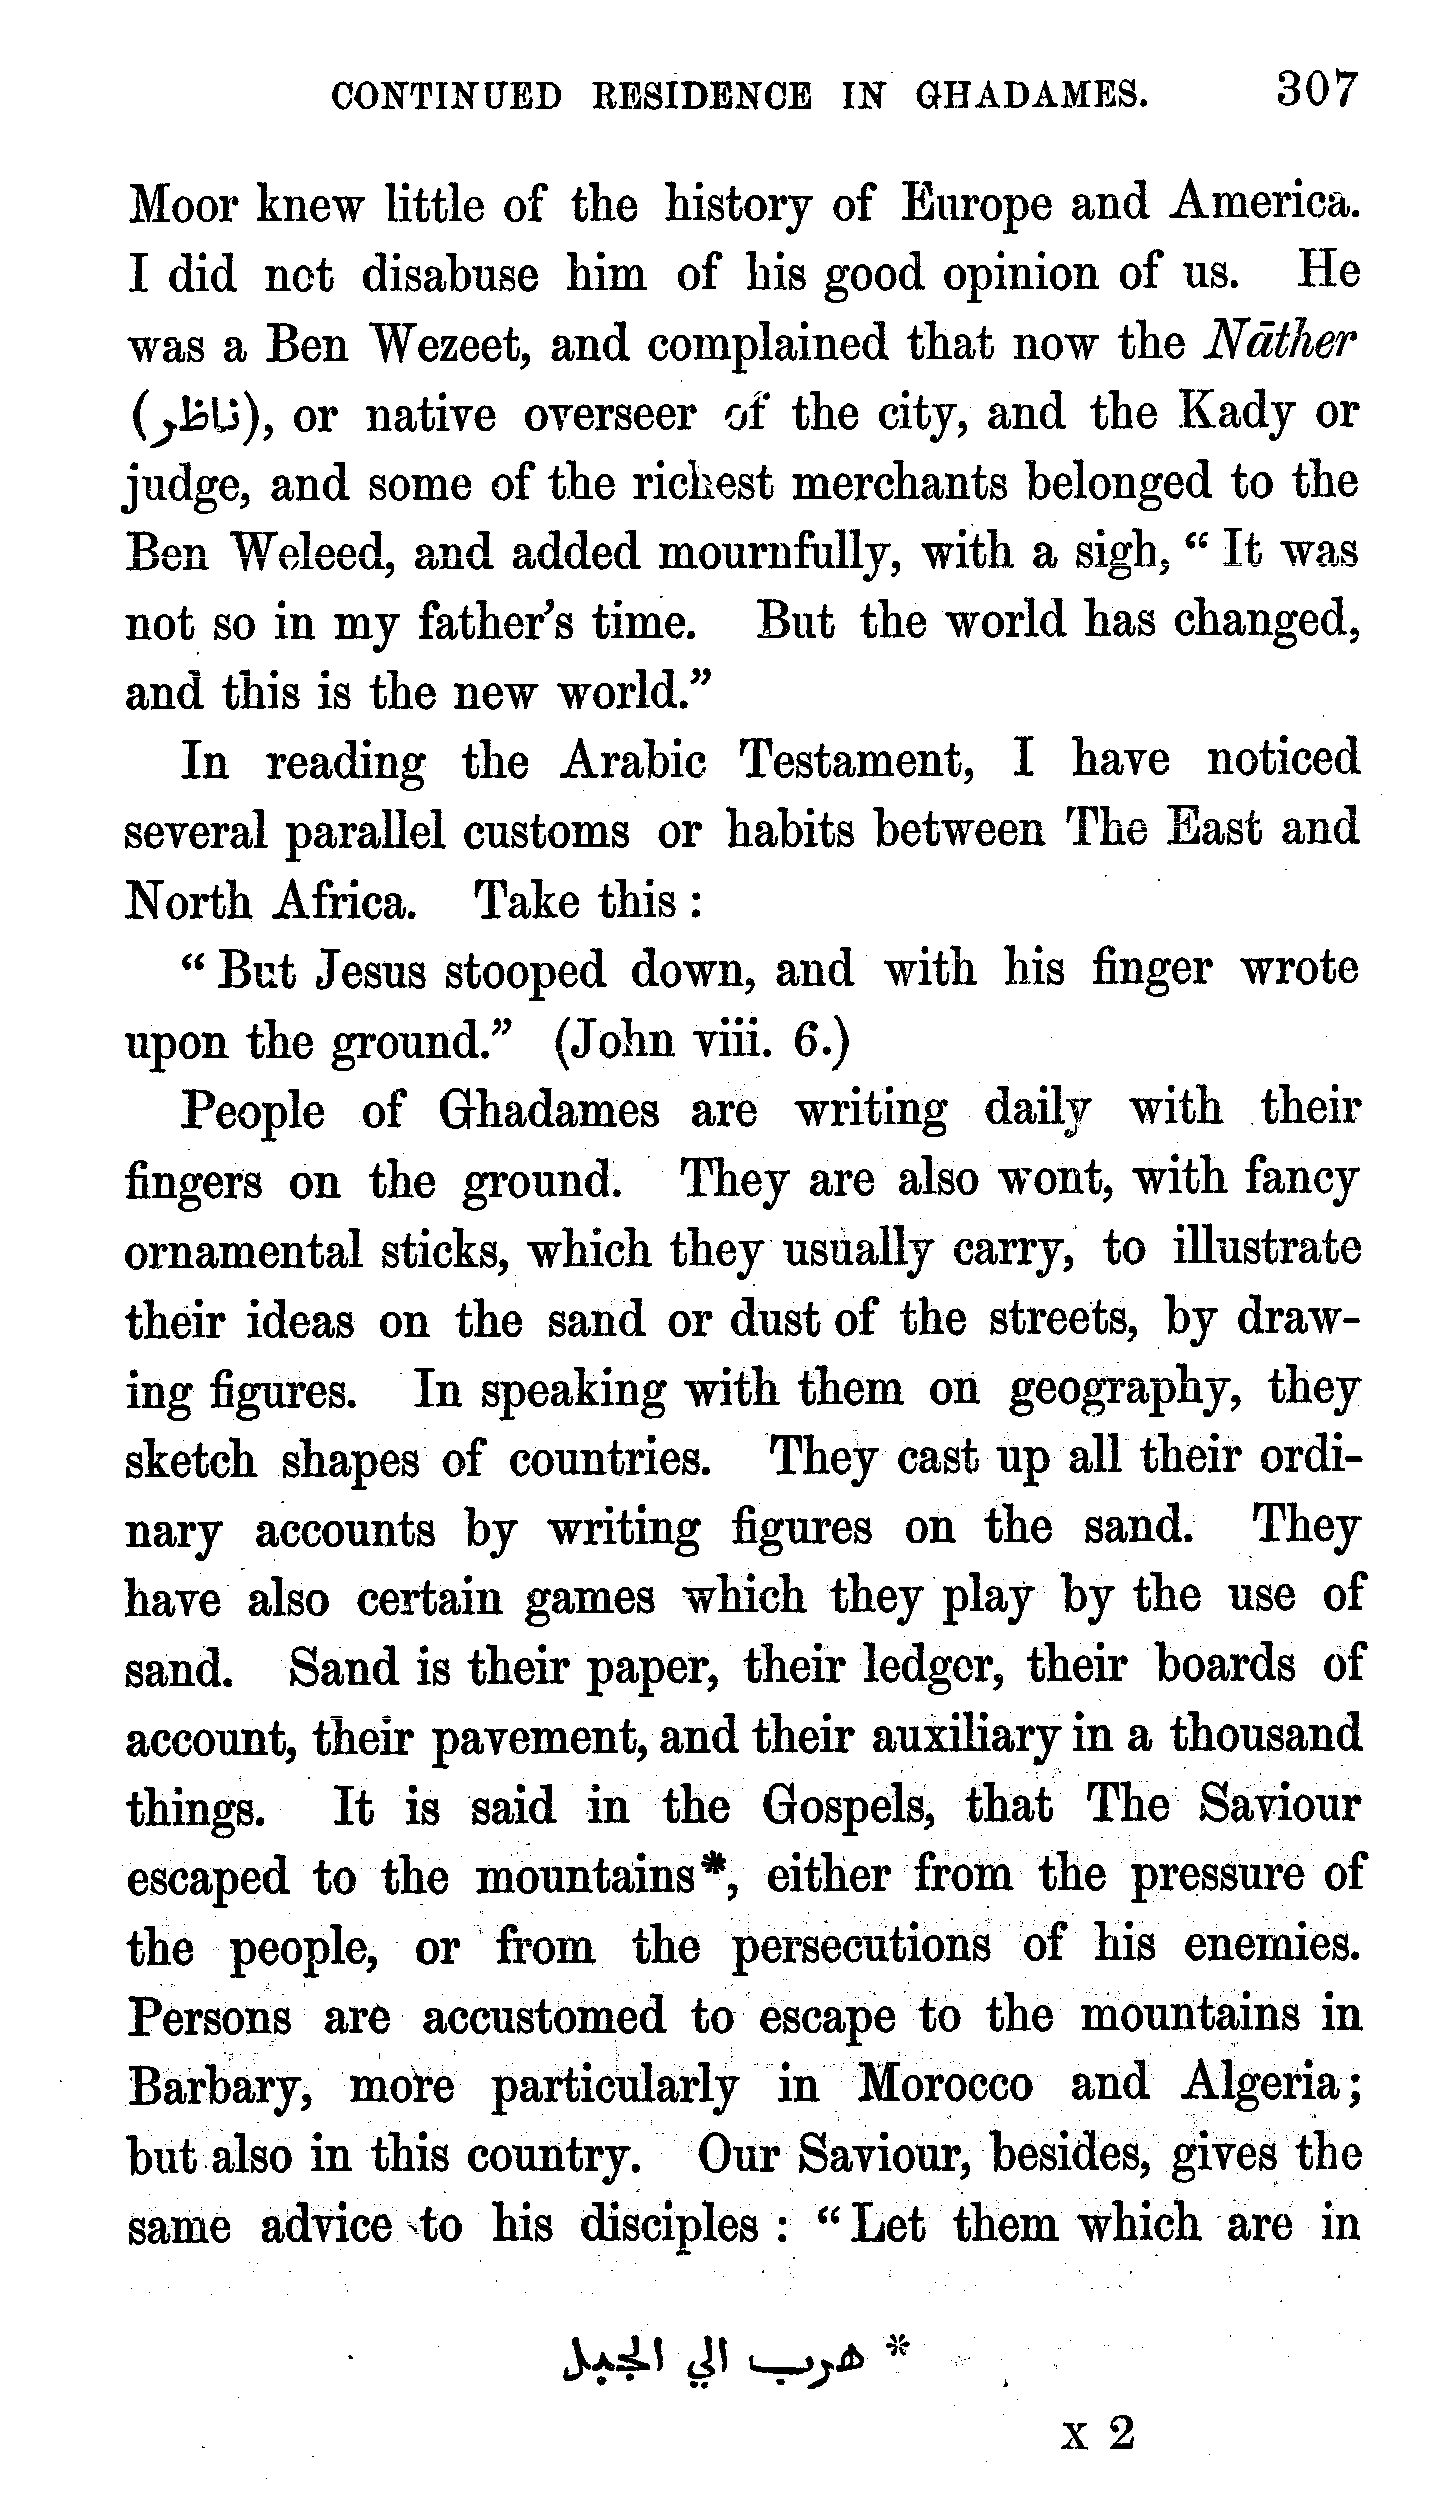 CONTINUED RESIDENCE IN GHADAMES. 307
Moor knew little of the history of Europe and America.
I did not disabuse him of his good opinion of us. He
was a Ben Wezeet, and complained that now the Nāther
(ناظر), or native overseer of the city, and the Kady or
judge, and some of the richest merchants belonged to the
Ben Weleed, and added mournfully, with a sigh, “ It was
not so in my father’s time. But the world has changed,
and this is the new world.”
In reading the Arabic Testament, I have noticed
several parallel customs or habits between The East and
North Africa. Take this :
“ But Jesus stooped down, and with his finger wrote
upon the ground.” (John viii. 6.)
People of Ghadames are writing daily with their
fingers on the ground. They are also wont, with fancy
ornamental sticks, which they usually carry, to illustrate
their ideas on the sand or dust of the streets, by draw-
ing figures. In speaking with them on geography, they
sketch shapes of countries. They cast up all their ordi-
nary accounts by writing figures on the sand. They
have also certain games which they play by the use of
sand. Sand is their paper, their ledger, their boards of
account, their pavement, and their auxiliary in a thousand
things. It is said in the Gospels, that The Saviour
escaped to the mountains*, either from the pressure of
the people, or from the persecutions of his enemies.
Persons are accustomed to escape to the mountains in
Barbary, more particularly in Morocco and Algeria;
but also in this country. Our Saviour, besides, gives the
same advice to his disciples : “ Let them which are in
* هرب الي الجبل
X 2